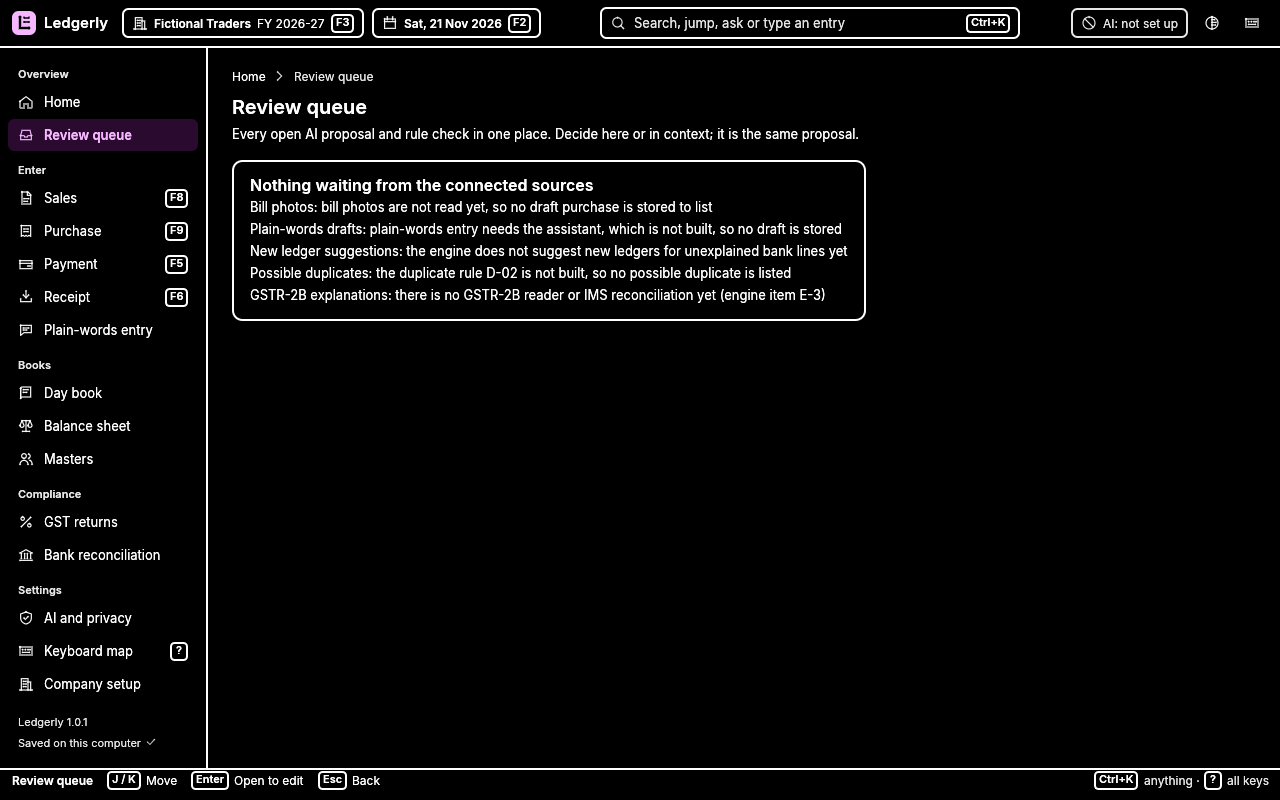 Ledgerly
Fictional Traders FY 2026-27 F3
Sat, 21 Nov 2026 F2
Search, jump, ask or type an entry Ctrl+K
AI: not set up
Overview
Home
Review queue
Enter
Sales F8
Purchase F9
Payment F5
Receipt F6
Plain-words entry
Books
Day book
Balance sheet
Masters
Compliance
GST returns
Bank reconciliation
Settings
AI and privacy
Keyboard map ?
Company setup
Ledgerly 1.0.1
Saved on this computer
Home Review queue
Review queue
Every open AI proposal and rule check in one place. Decide here or in context; it is the same proposal.
Nothing waiting from the connected sources
Bill photos: bill photos are not read yet, so no draft purchase is stored to list
Plain-words drafts: plain-words entry needs the assistant, which is not built, so no draft is stored
New ledger suggestions: the engine does not suggest new ledgers for unexplained bank lines yet
Possible duplicates: the duplicate rule D-02 is not built, so no possible duplicate is listed
GSTR-2B explanations: there is no GSTR-2B reader or IMS reconciliation yet (engine item E-3)
Review queue J / K Move Enter Open to edit Esc Back
Ctrl+K anything · ? all keys